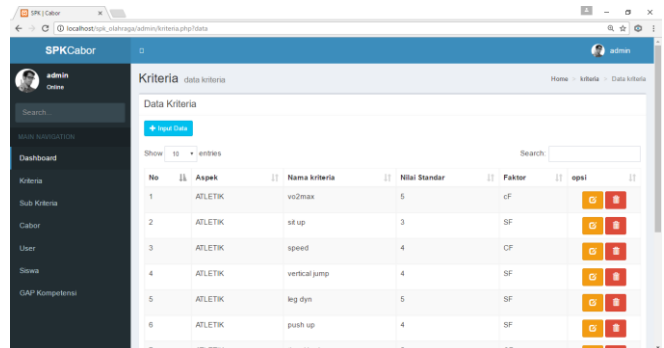 SPK | Cabor
localhost/spk_olahraga/admin/kriteria.php?data
SPKCabor
admin
admin
Online
Kriteria data kriteria
Home > kriteria > Data kriteria
Search...
Data Kriteria
Input Data
MAIN NAVIGATION
Show 10 entries
Search:
Dashboard
Kriteria
Sub Kriteria
Cabor
User
Siswa
GAP Kompetensi
No Aspek Nama kriteria Nilai Standar Faktor opsi
1 ATLETIK vo2max 5 cF
2 ATLETIK sit up 3 SF
3 ATLETIK speed 4 CF
4 ATLETIK vertical jump 4 SF
5 ATLETIK leg dyn 5 SF
6 ATLETIK push up 4 SF